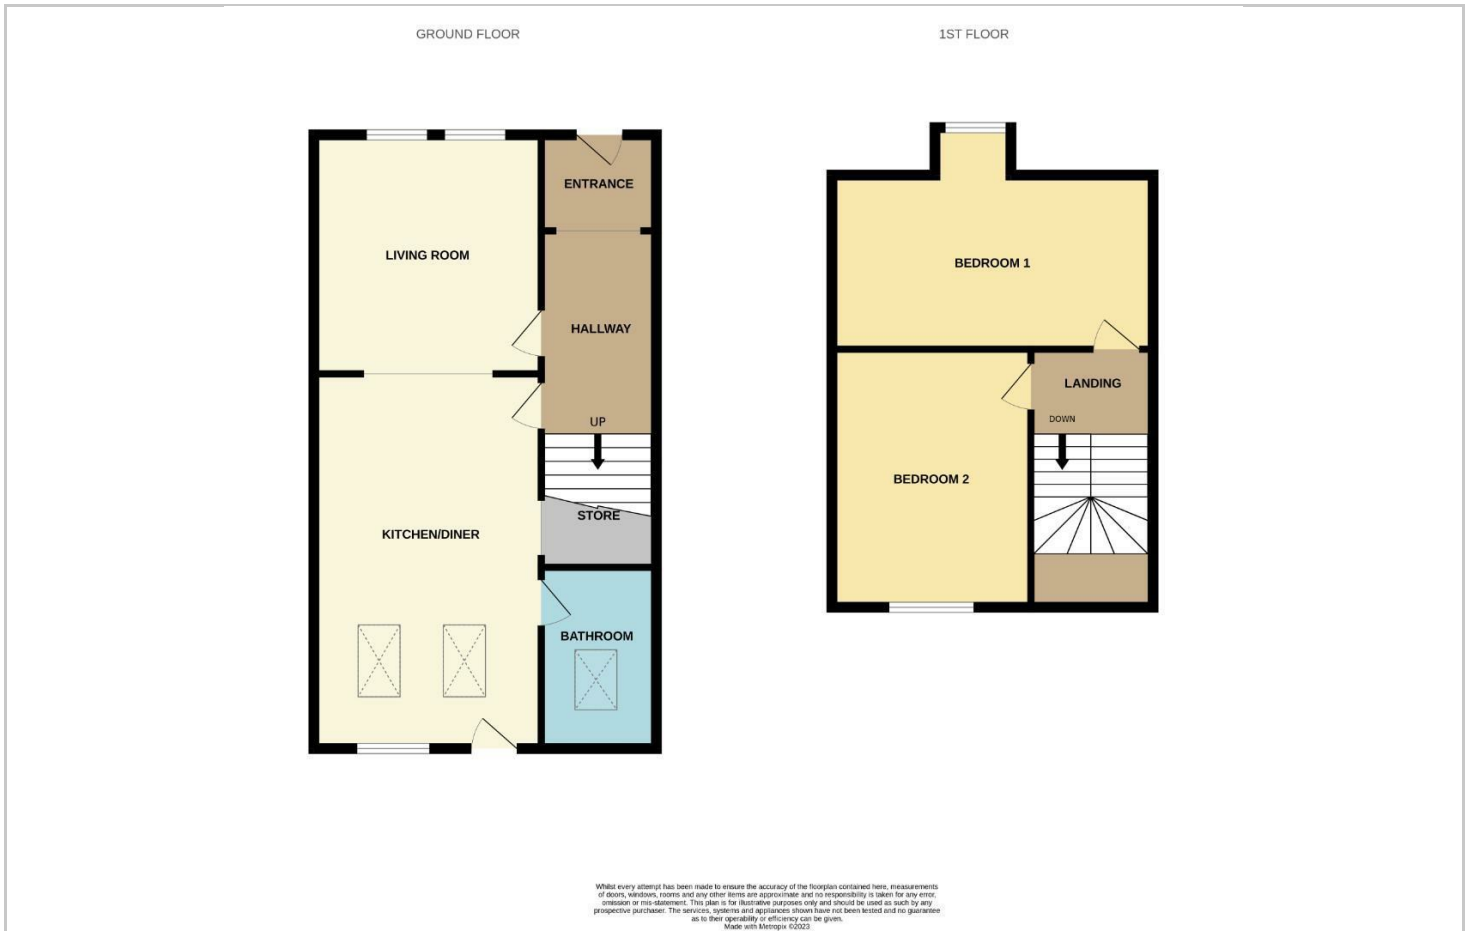 GROUND FLOOR
1ST FLOOR
ENTRANCE
LIVING ROOM
HALLWAY
UP
STORE
KITCHEN/DINER
BATHROOM
BEDROOM 1
LANDING
DOWN
BEDROOM 2
Whilst every attempt has been made to ensure the accuracy of the floorplan contained here, measurements
of doors, windows, rooms and any other items are approximate and no responsibility is taken for any error,
omission or mis-statement. This plan is for illustrative purposes only and should be used as such by any
prospective purchaser. The services, systems and appliances shown have not been tested and no guarantee
as to their operability or efficiency can be given.
Made with Metropix ©2023